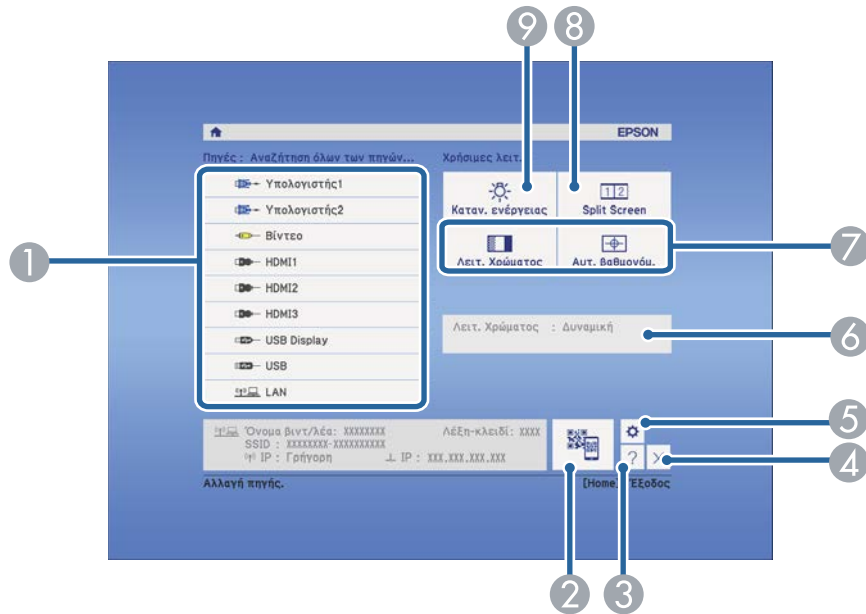 9 8
EPSON
Πηγές : Αναζήτηση όλων των πηγών...
Χρήσιμες λειτ.
1
Υπολογιστής1
Υπολογιστής2
Βίντεο
HDMI1
HDMI2
HDMI3
USB Display
USB
LAN
Καταν. ενέργειας
1 2
Split Screen
Λειτ. Χρώματος
Αυτ. βαθμονόμ.
7
Λειτ. Χρώματος : Δυναμική
6
Όνομα βιντ/λέα: XXXXXXXX Λέξη-κλειδί: XXXX
SSID : XXXXXXXX-XXXXXXXXXX
IP : Γρήγορη IP : XXX.XXX.XXX.XXX
5
?
4
Αλλαγή πηγής.
[Home] Έξοδος
2 3